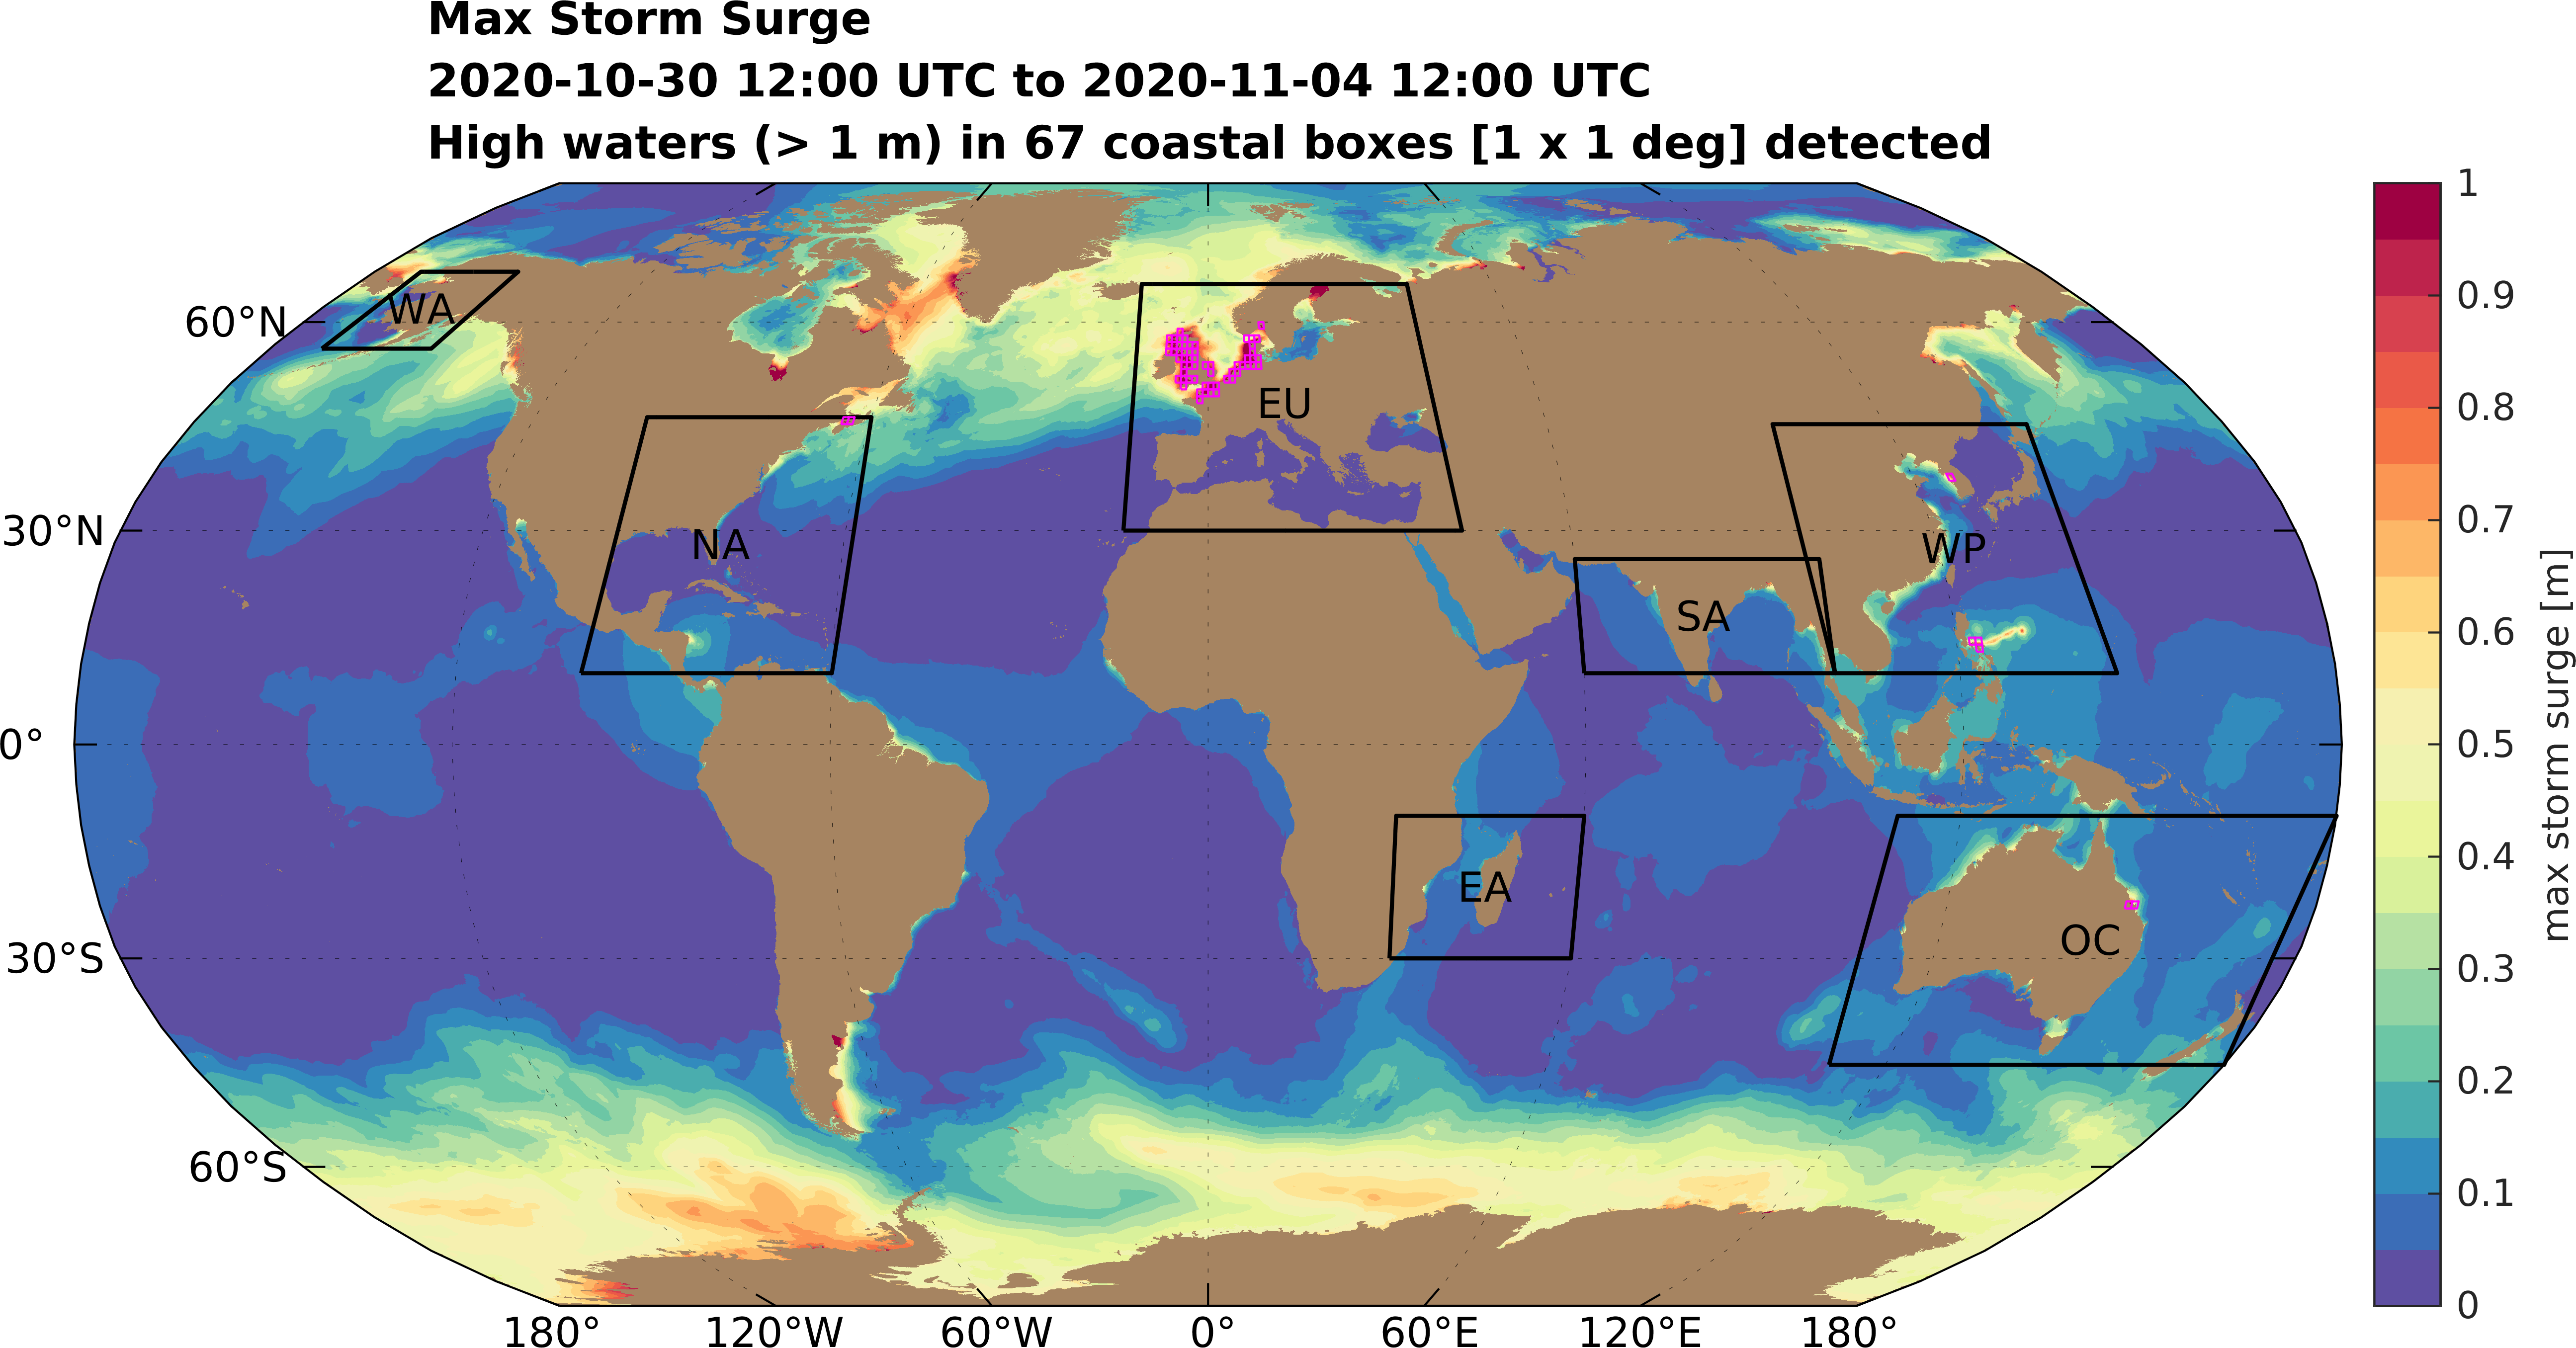 Max Storm Surge
2020-10-30 12:00 UTC to 2020-11-04 12:00 UTC
High waters (> 1 m) in 67 coastal boxes [1 x 1 deg] detected
60°N
30°N
0°
30°S
60°S
WA
NA
EU
SA
WP
EA
OC
180°
120°W
60°W
0°
60°E
120°E
180°
1
0.9
0.8
0.7
0.6
0.5
0.4
0.3
0.2
0.1
0
max storm surge [m]